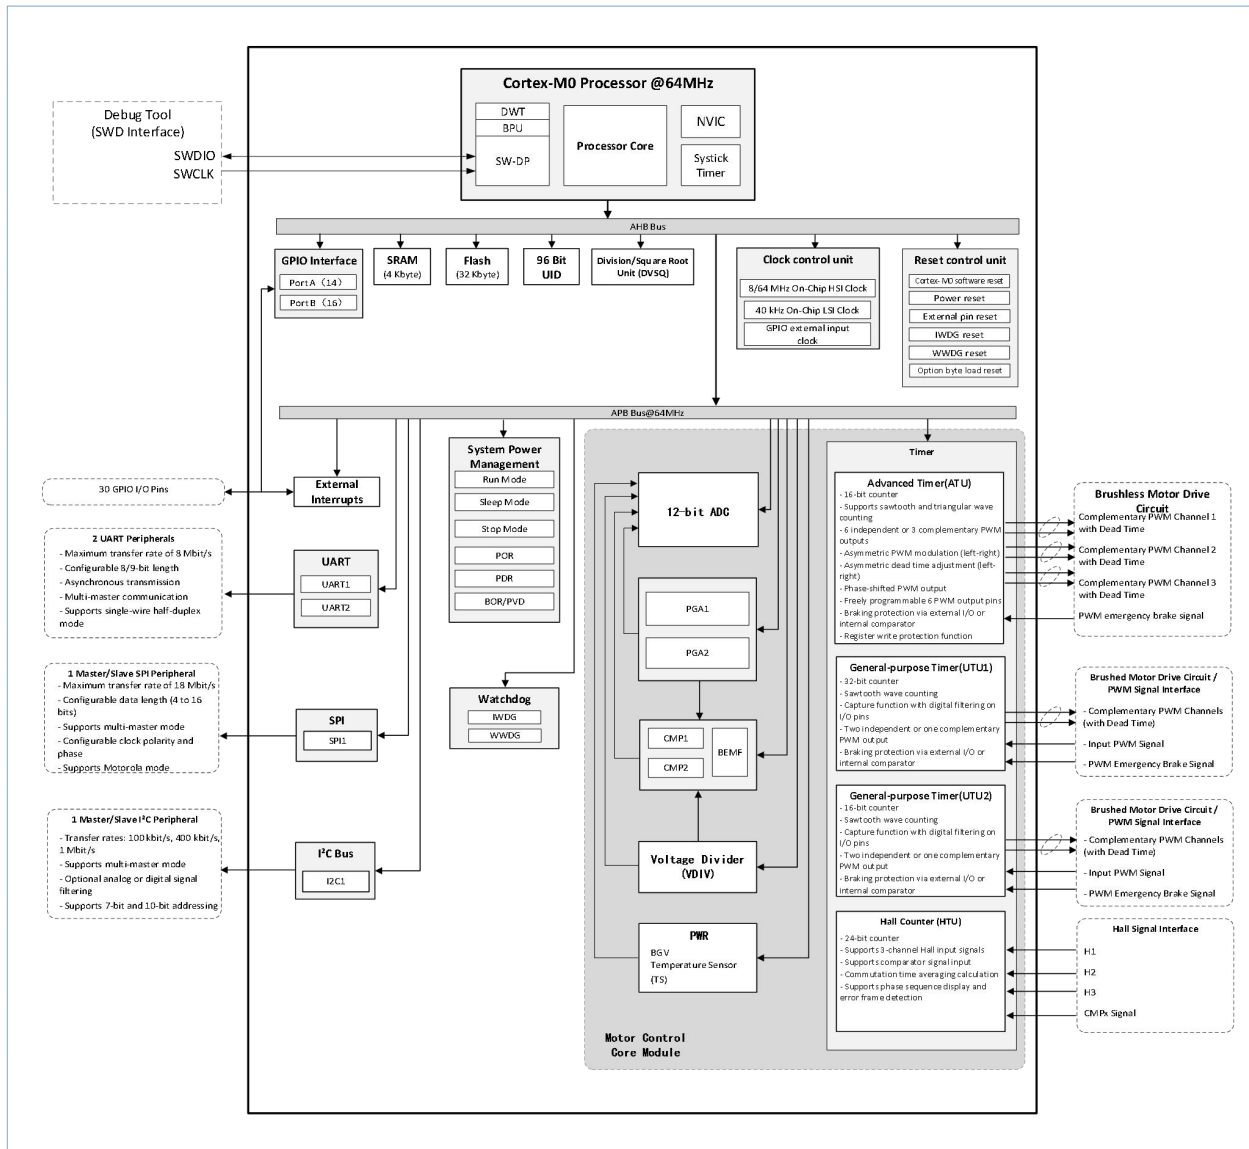 Cortex-M0 Processor @64MHz
DWT
BPU
SW-DP
Processor Core
NVIC
Systick
Timer
Debug Tool
(SWD Interface)
SWDIO
SWCLK
AHB Bus
GPIO Interface
Port A（14）
Port B（16）
SRAM
(4 Kbyte)
Flash
(32 Kbyte)
96 Bit
UID
Division/Square Root
Unit (DVSQ)
Clock control unit
8/64 MHz On-Chip HSI Clock
40 kHz On-Chip LSI Clock
GPIO external input
clock
Reset control unit
Cortex- M0 software reset
Power reset
External pin reset
IWDG reset
WWDG reset
Option byte load reset
APB Bus@64MHz
30 GPIO I/O Pins
External
Interrupts
2 UART Peripherals
- Maximum transfer rate of 8 Mbit/s
- Configurable 8/9-bit length
- Asynchronous transmission
- Multi-master communication
- Supports single-wire half-duplex
mode
UART
UART1
UART2
1 Master/Slave SPI Peripheral
- Maximum transfer rate of 18 Mbit/s
- Configurable data length (4 to 16
bits)
- Supports multi-master mode
- Configurable clock polarity and
phase
- Supports Motorola mode
SPI
SPI1
1 Master/Slave I²C Peripheral
- Transfer rates: 100 kbit/s, 400 kbit/s,
1 Mbit/s
- Supports multi-master mode
- Optional analog or digital signal
filtering
- Supports 7-bit and 10-bit addressing
I²C Bus
I2C1
System Power
Management
Run Mode
Sleep Mode
Stop Mode
POR
PDR
BOR/PVD
Watchdog
IWDG
WWDG
12-bit ADC
PGA1
PGA2
CMP1
CMP2
BEMF
Voltage Divider
(VDIV)
PWR
BGV
Temperature Sensor
(TS)
Motor Control
Core Module
Timer
Advanced Timer(ATU)
- 16-bit counter
- Supports sawtooth and triangular wave
counting
- 6 independent or 3 complementary PWM
outputs
- Asymmetric PWM modulation (left-right)
- Asymmetric dead time adjustment (left-
right)
- Phase-shifted PWM output
- Freely programmable 6 PWM output pins
- Braking protection via external I/O or
internal comparator
- Register write protection function
General-purpose Timer(UTU1)
- 32-bit counter
- Sawtooth wave counting
- Capture function with digital filtering on
I/O pins
- Two independent or one complementary
PWM output
- Braking protection via external I/O or
internal comparator
General-purpose Timer(UTU2)
- 16-bit counter
- Sawtooth wave counting
- Capture function with digital filtering on
I/O pins
- Two independent or one complementary
PWM output
- Braking protection via external I/O or
internal comparator
Hall Counter (HTU)
- 24-bit counter
- Supports 3-channel Hall input signals
- Supports comparator signal input
- Commutation time averaging calculation
- Supports phase sequence display and
error frame detection
Brushless Motor Drive
Circuit
Complementary PWM Channel 1
with Dead Time
Complementary PWM Channel 2
with Dead Time
Complementary PWM Channel 3
with Dead Time
PWM emergency brake signal
Brushed Motor Drive Circuit /
PWM Signal Interface
- Complementary PWM Channels
(with Dead Time)
- Input PWM Signal
- PWM Emergency Brake Signal
Brushed Motor Drive Circuit /
PWM Signal Interface
- Complementary PWM Channels
(with Dead Time)
- Input PWM Signal
- PWM Emergency Brake Signal
Hall Signal Interface
H1
H2
H3
CMPx Signal